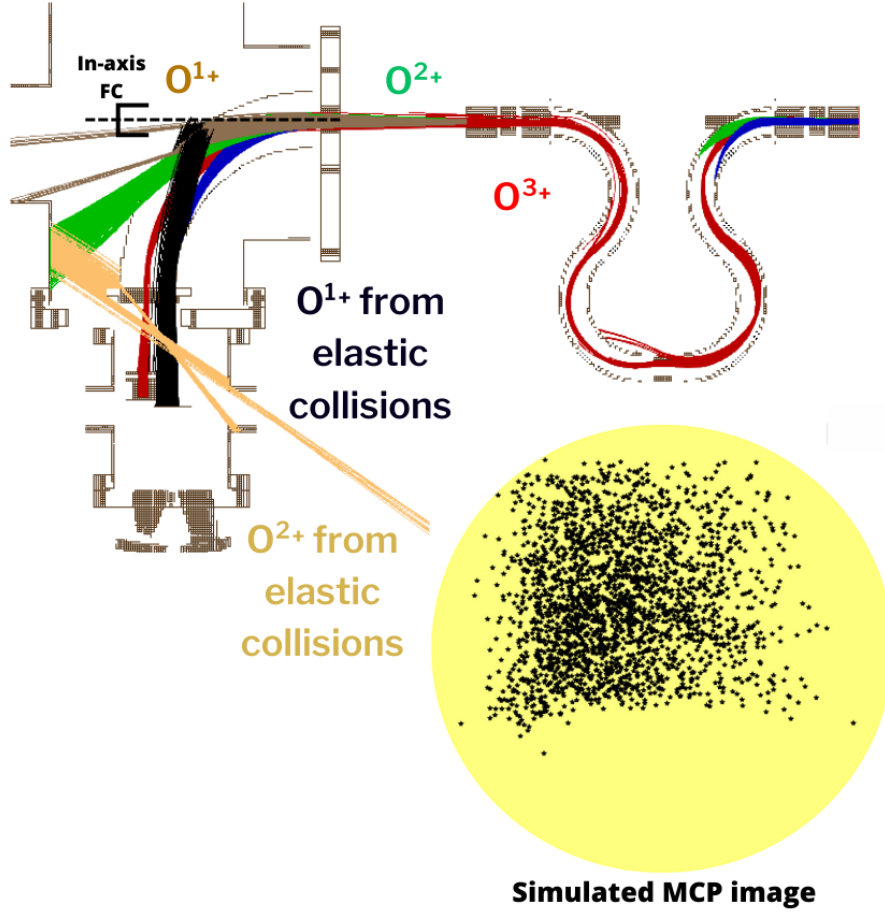 In-axis
FC
O¹⁺
O²⁺
O³⁺
O¹⁺ from
elastic
collisions
O²⁺ from
elastic
collisions
Simulated MCP image